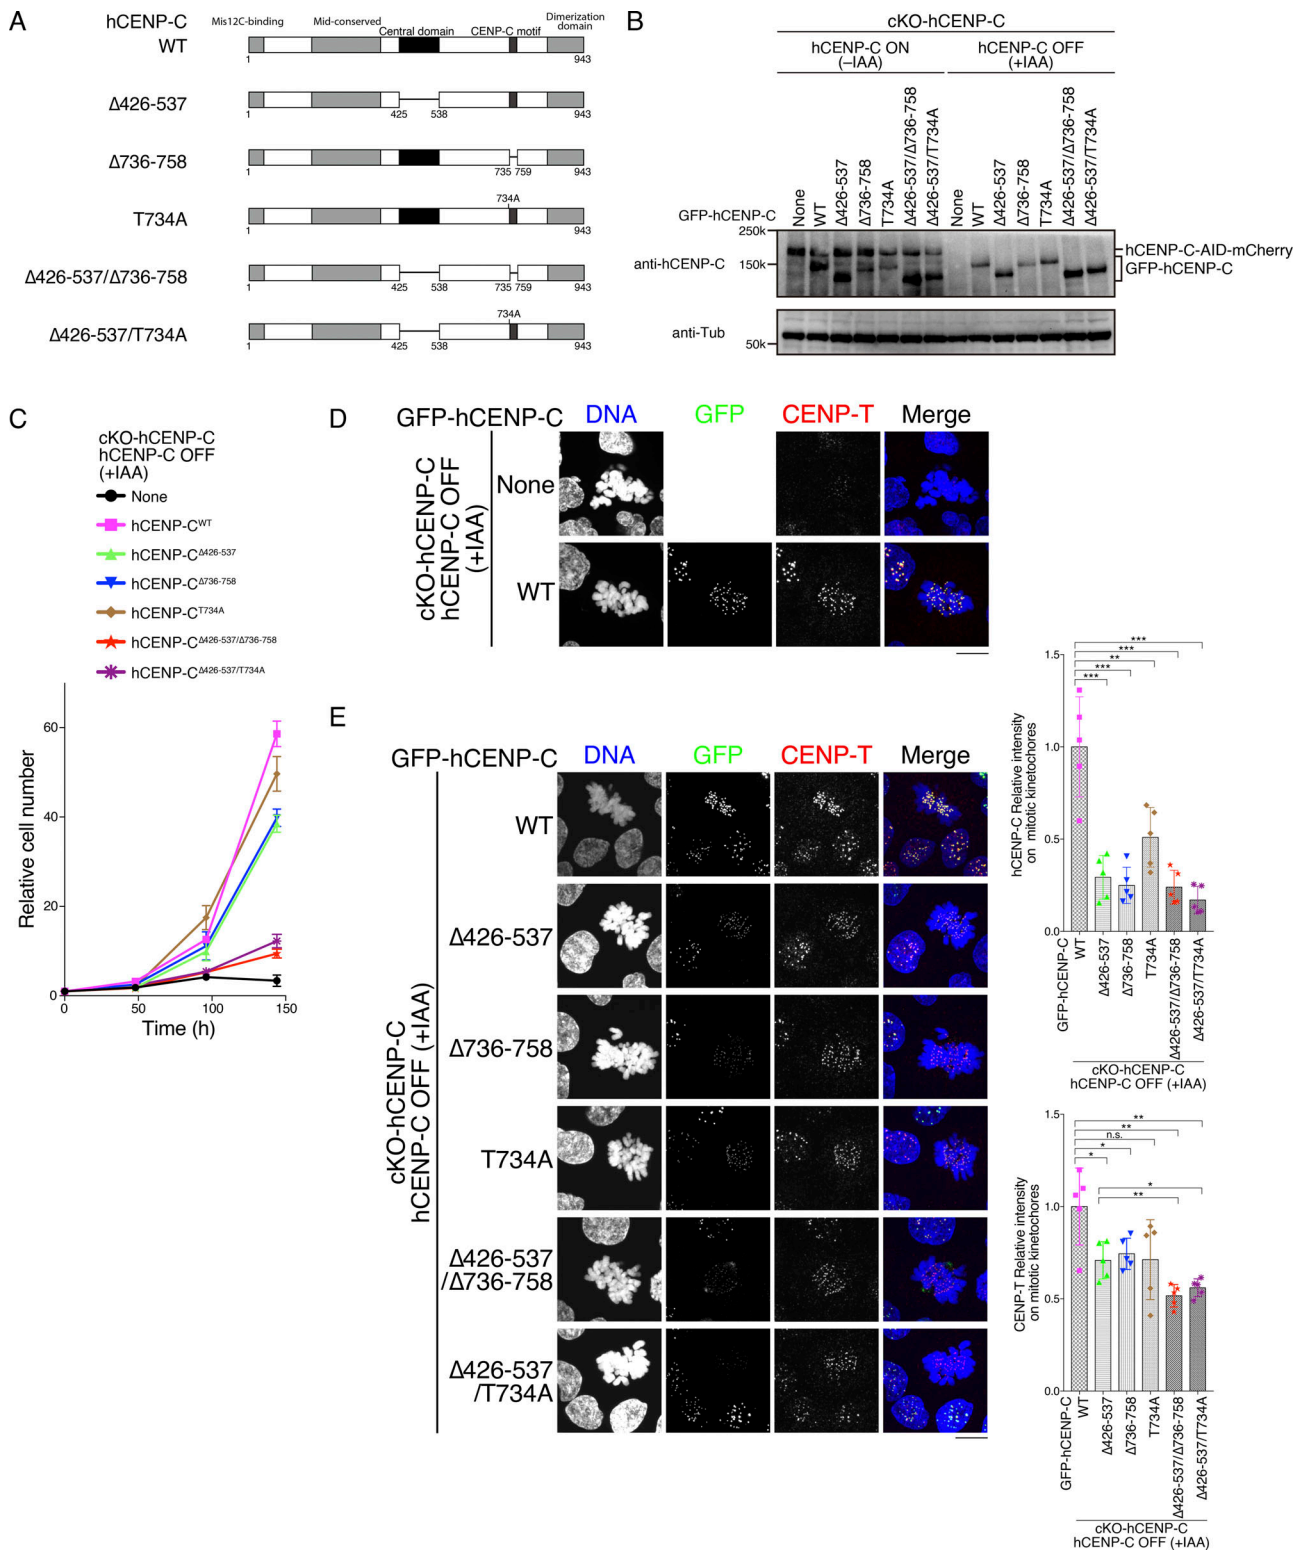 A
hCENP-C
WT
Mis12C-binding
Mid-conserved
Central domain
CENP-C motif
Dimerization
domain
1
943
Δ426-537
1
425
538
943
Δ736-758
1
735
759
943
T734A
734A
1
943
Δ426-537/Δ736-758
1
425
538
735
759
943
Δ426-537/T734A
734A
1
425
538
943
B
cKO-hCENP-C
hCENP-C ON
(–IAA)
hCENP-C OFF
(+IAA)
GFP-hCENP-C
None
WT
Δ426-537
Δ736-758
T734A
Δ426-537/Δ736-758
Δ426-537/T734A
None
WT
Δ426-537
Δ736-758
T734A
Δ426-537/Δ736-758
Δ426-537/T734A
250k
anti-hCENP-C
150k
hCENP-C-AID-mCherry
GFP-hCENP-C
anti-Tub
50k
C
cKO-hCENP-C
hCENP-C OFF
(+IAA)
None
hCENP-CWT
hCENP-CΔ426-537
hCENP-CΔ736-758
hCENP-CT734A
hCENP-CΔ426-537/Δ736-758
hCENP-CΔ426-537/T734A
Relative cell number
60
40
20
0
0
50
100
150
Time (h)
D
GFP-hCENP-C
DNA
GFP
CENP-T
Merge
cKO-hCENP-C
hCENP-C OFF
(+IAA)
None
WT
E
GFP-hCENP-C
DNA
GFP
CENP-T
Merge
cKO-hCENP-C
hCENP-C OFF (+IAA)
WT
Δ426-537
Δ736-758
T734A
Δ426-537
/Δ736-758
Δ426-537
/T734A
hCENP-C Relative intensity
on mitotic kinetochores
1.5
1.0
0.5
0.0
***
***
**
***
***
GFP-hCENP-C
WT
Δ426-537
Δ736-758
T734A
Δ426-537/Δ736-758
Δ426-537/T734A
cKO-hCENP-C
hCENP-C OFF (+IAA)
CENP-T Relative intensity
on mitotic kinetochores
1.5
1.0
0.5
0.0
**
**
n.s.
*
*
*
**
GFP-hCENP-C
WT
Δ426-537
Δ736-758
T734A
Δ426-537/Δ736-758
Δ426-537/T734A
cKO-hCENP-C
hCENP-C OFF (+IAA)